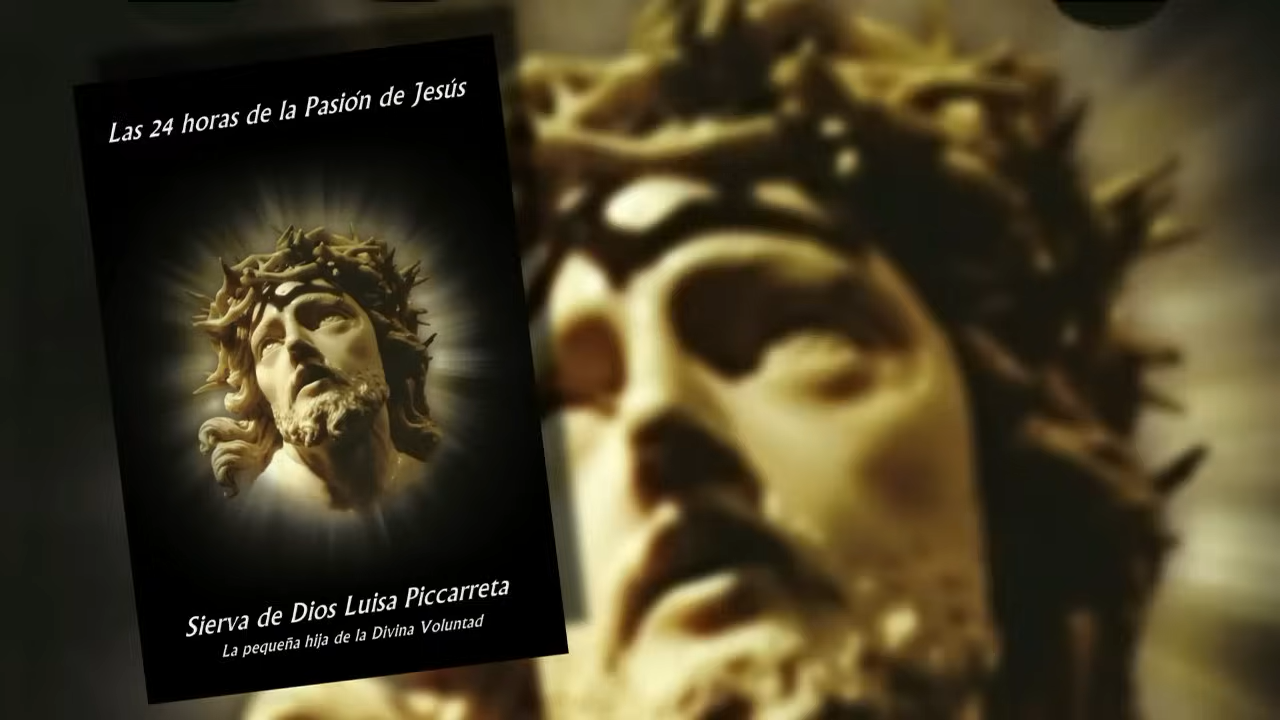 Las 24 horas de la Pasión de Jesús
Sierva de Dios Luisa Piccarreta
La pequeña hija de la Divina Voluntad